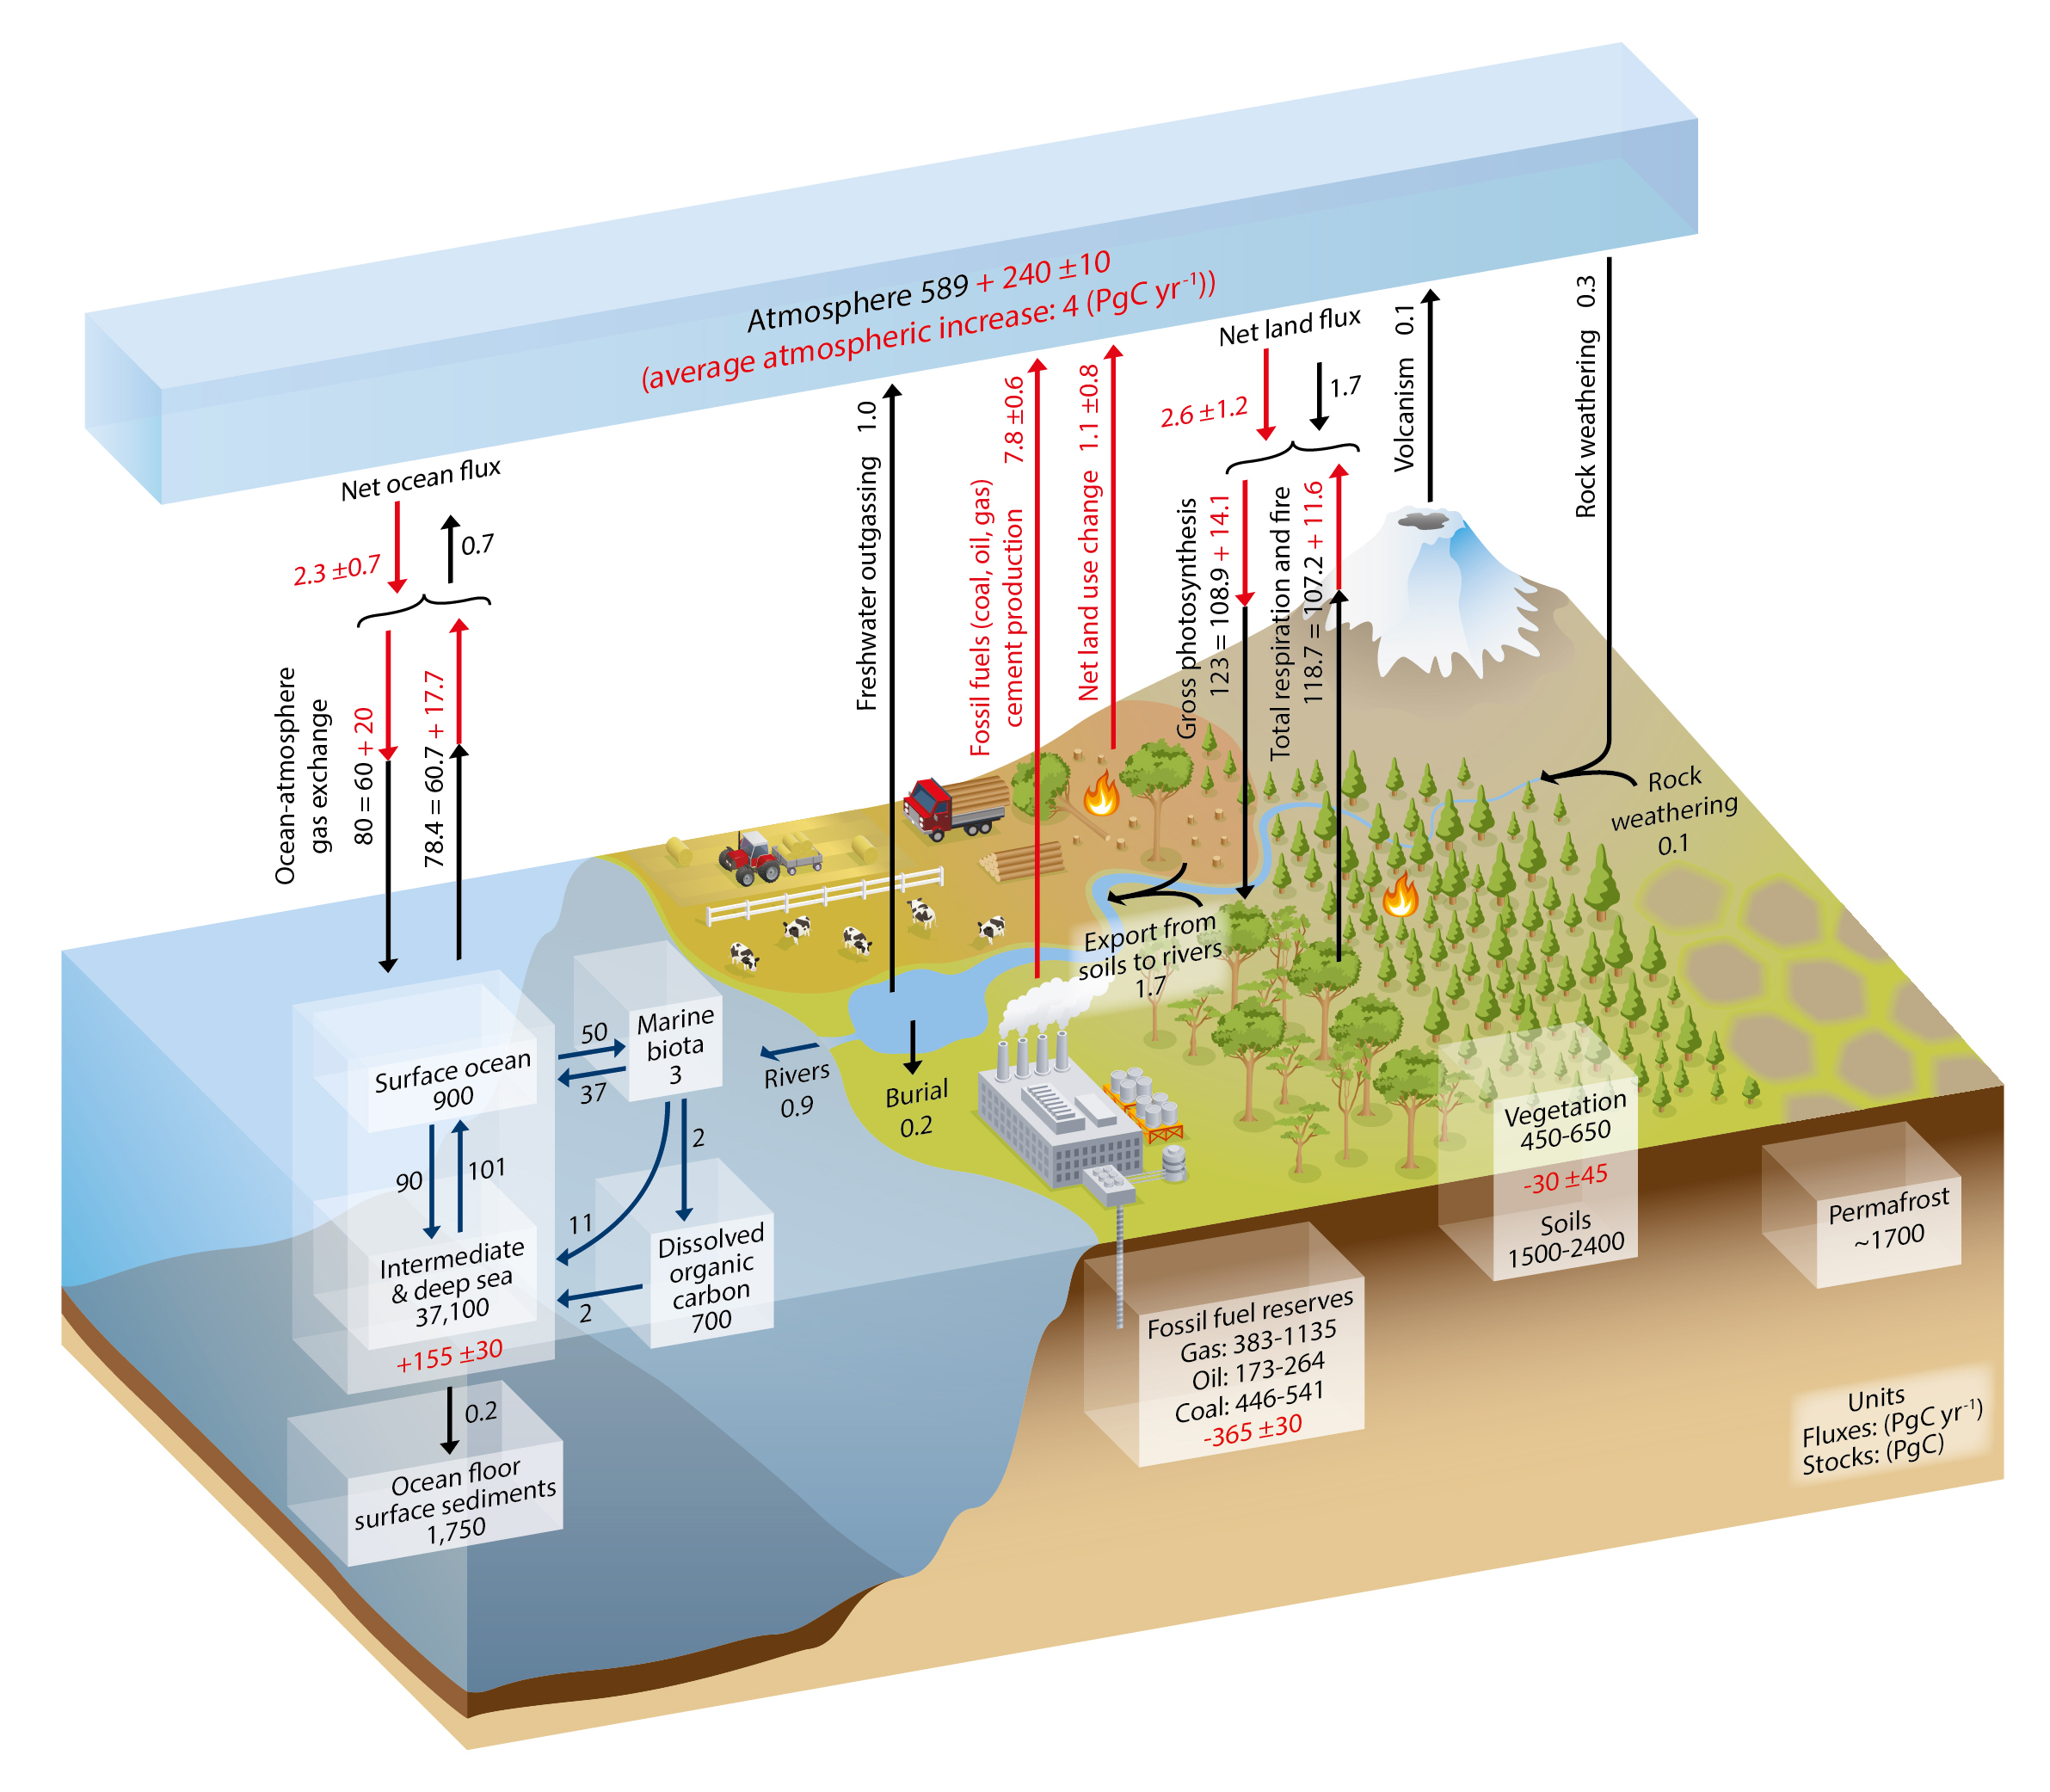 Atmosphere 589 + 240 ±10
(average atmospheric increase: 4 (PgC yr⁻¹))
Net ocean flux
2.3 ±0.7
0.7
Ocean-atmosphere
gas exchange
80 = 60 + 20
78.4 = 60.7 + 17.7
Freshwater outgassing 1.0
Fossil fuels (coal, oil, gas)
cement production 7.8 ±0.6
Net land use change 1.1 ±0.8
Net land flux
2.6 ±1.2
1.7
Gross photosynthesis
123 = 108.9 + 14.1
Total respiration and fire
118.7 = 107.2 + 11.6
Volcanism 0.1
Rock weathering 0.3
Rock
weathering
0.1
Export from
soils to rivers
1.7
Surface ocean
900
50
37
Marine
biota
3
Rivers
0.9
Burial
0.2
90
101
11
2
Intermediate
& deep sea
37,100
+155 ±30
2
Dissolved
organic
carbon
700
0.2
Ocean floor
surface sediments
1,750
Vegetation
450-650
-30 ±45
Soils
1500-2400
Permafrost
~1700
Fossil fuel reserves
Gas: 383-1135
Oil: 173-264
Coal: 446-541
-365 ±30
Units
Fluxes: (PgC yr⁻¹)
Stocks: (PgC)